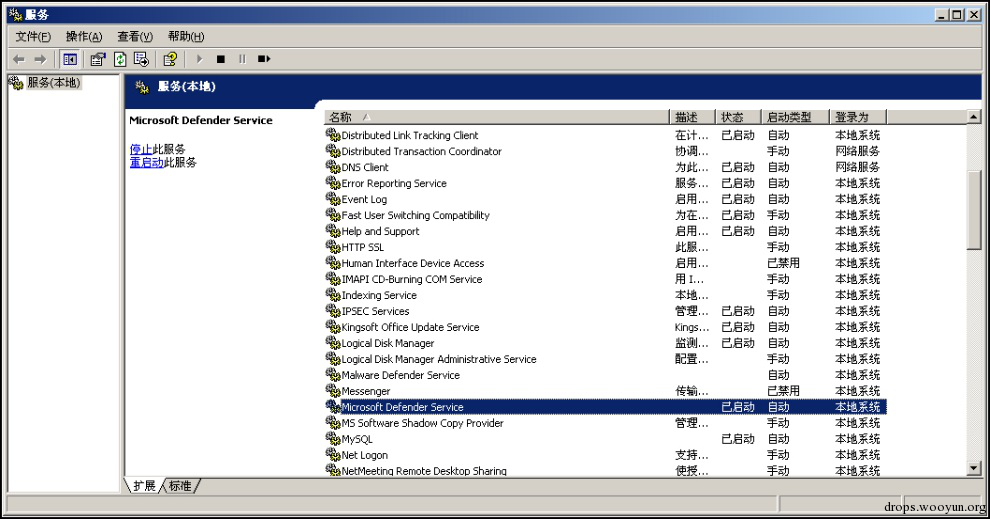 服务
文件(F) 操作(A) 查看(V) 帮助(H)
服务(本地)
服务(本地)
Microsoft Defender Service
停止此服务
重启动此服务
名称 描述 状态 启动类型 登录为
Distributed Link Tracking Client 在计... 已启动 自动 本地系统
Distributed Transaction Coordinator 协调... 手动 网络服务
DNS Client 为此... 已启动 自动 网络服务
Error Reporting Service 服务... 已启动 自动 本地系统
Event Log 启用... 已启动 自动 本地系统
Fast User Switching Compatibility 为在... 已启动 手动 本地系统
Help and Support 启用... 已启动 自动 本地系统
HTTP SSL 此服... 手动 本地系统
Human Interface Device Access 启用... 已禁用 本地系统
IMAPI CD-Burning COM Service 用 I... 手动 本地系统
Indexing Service 本地... 手动 本地系统
IPSEC Services 管理... 已启动 自动 本地系统
Kingsoft Office Update Service Kings... 已启动 自动 本地系统
Logical Disk Manager 监测... 已启动 自动 本地系统
Logical Disk Manager Administrative Service 配置... 手动 本地系统
Malware Defender Service 自动 本地系统
Messenger 传输... 已禁用 本地系统
Microsoft Defender Service 已启动 自动 本地系统
MS Software Shadow Copy Provider 管理... 手动 本地系统
MySQL 已启动 自动 本地系统
Net Logon 支持... 手动 本地系统
NetMeeting Remote Desktop Sharing 使授... 手动 本地系统
扩展 标准
drops.wooyun.org